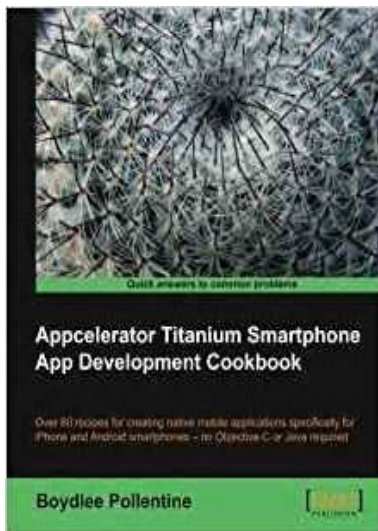 Quick answers to common problems
Appcelerator Titanium Smartphone
App Development Cookbook
Over 80 recipes for creating native mobile applications specifically for
iPhone and Android smartphones – no Objective-C or Java required
Boydlee Pollentine